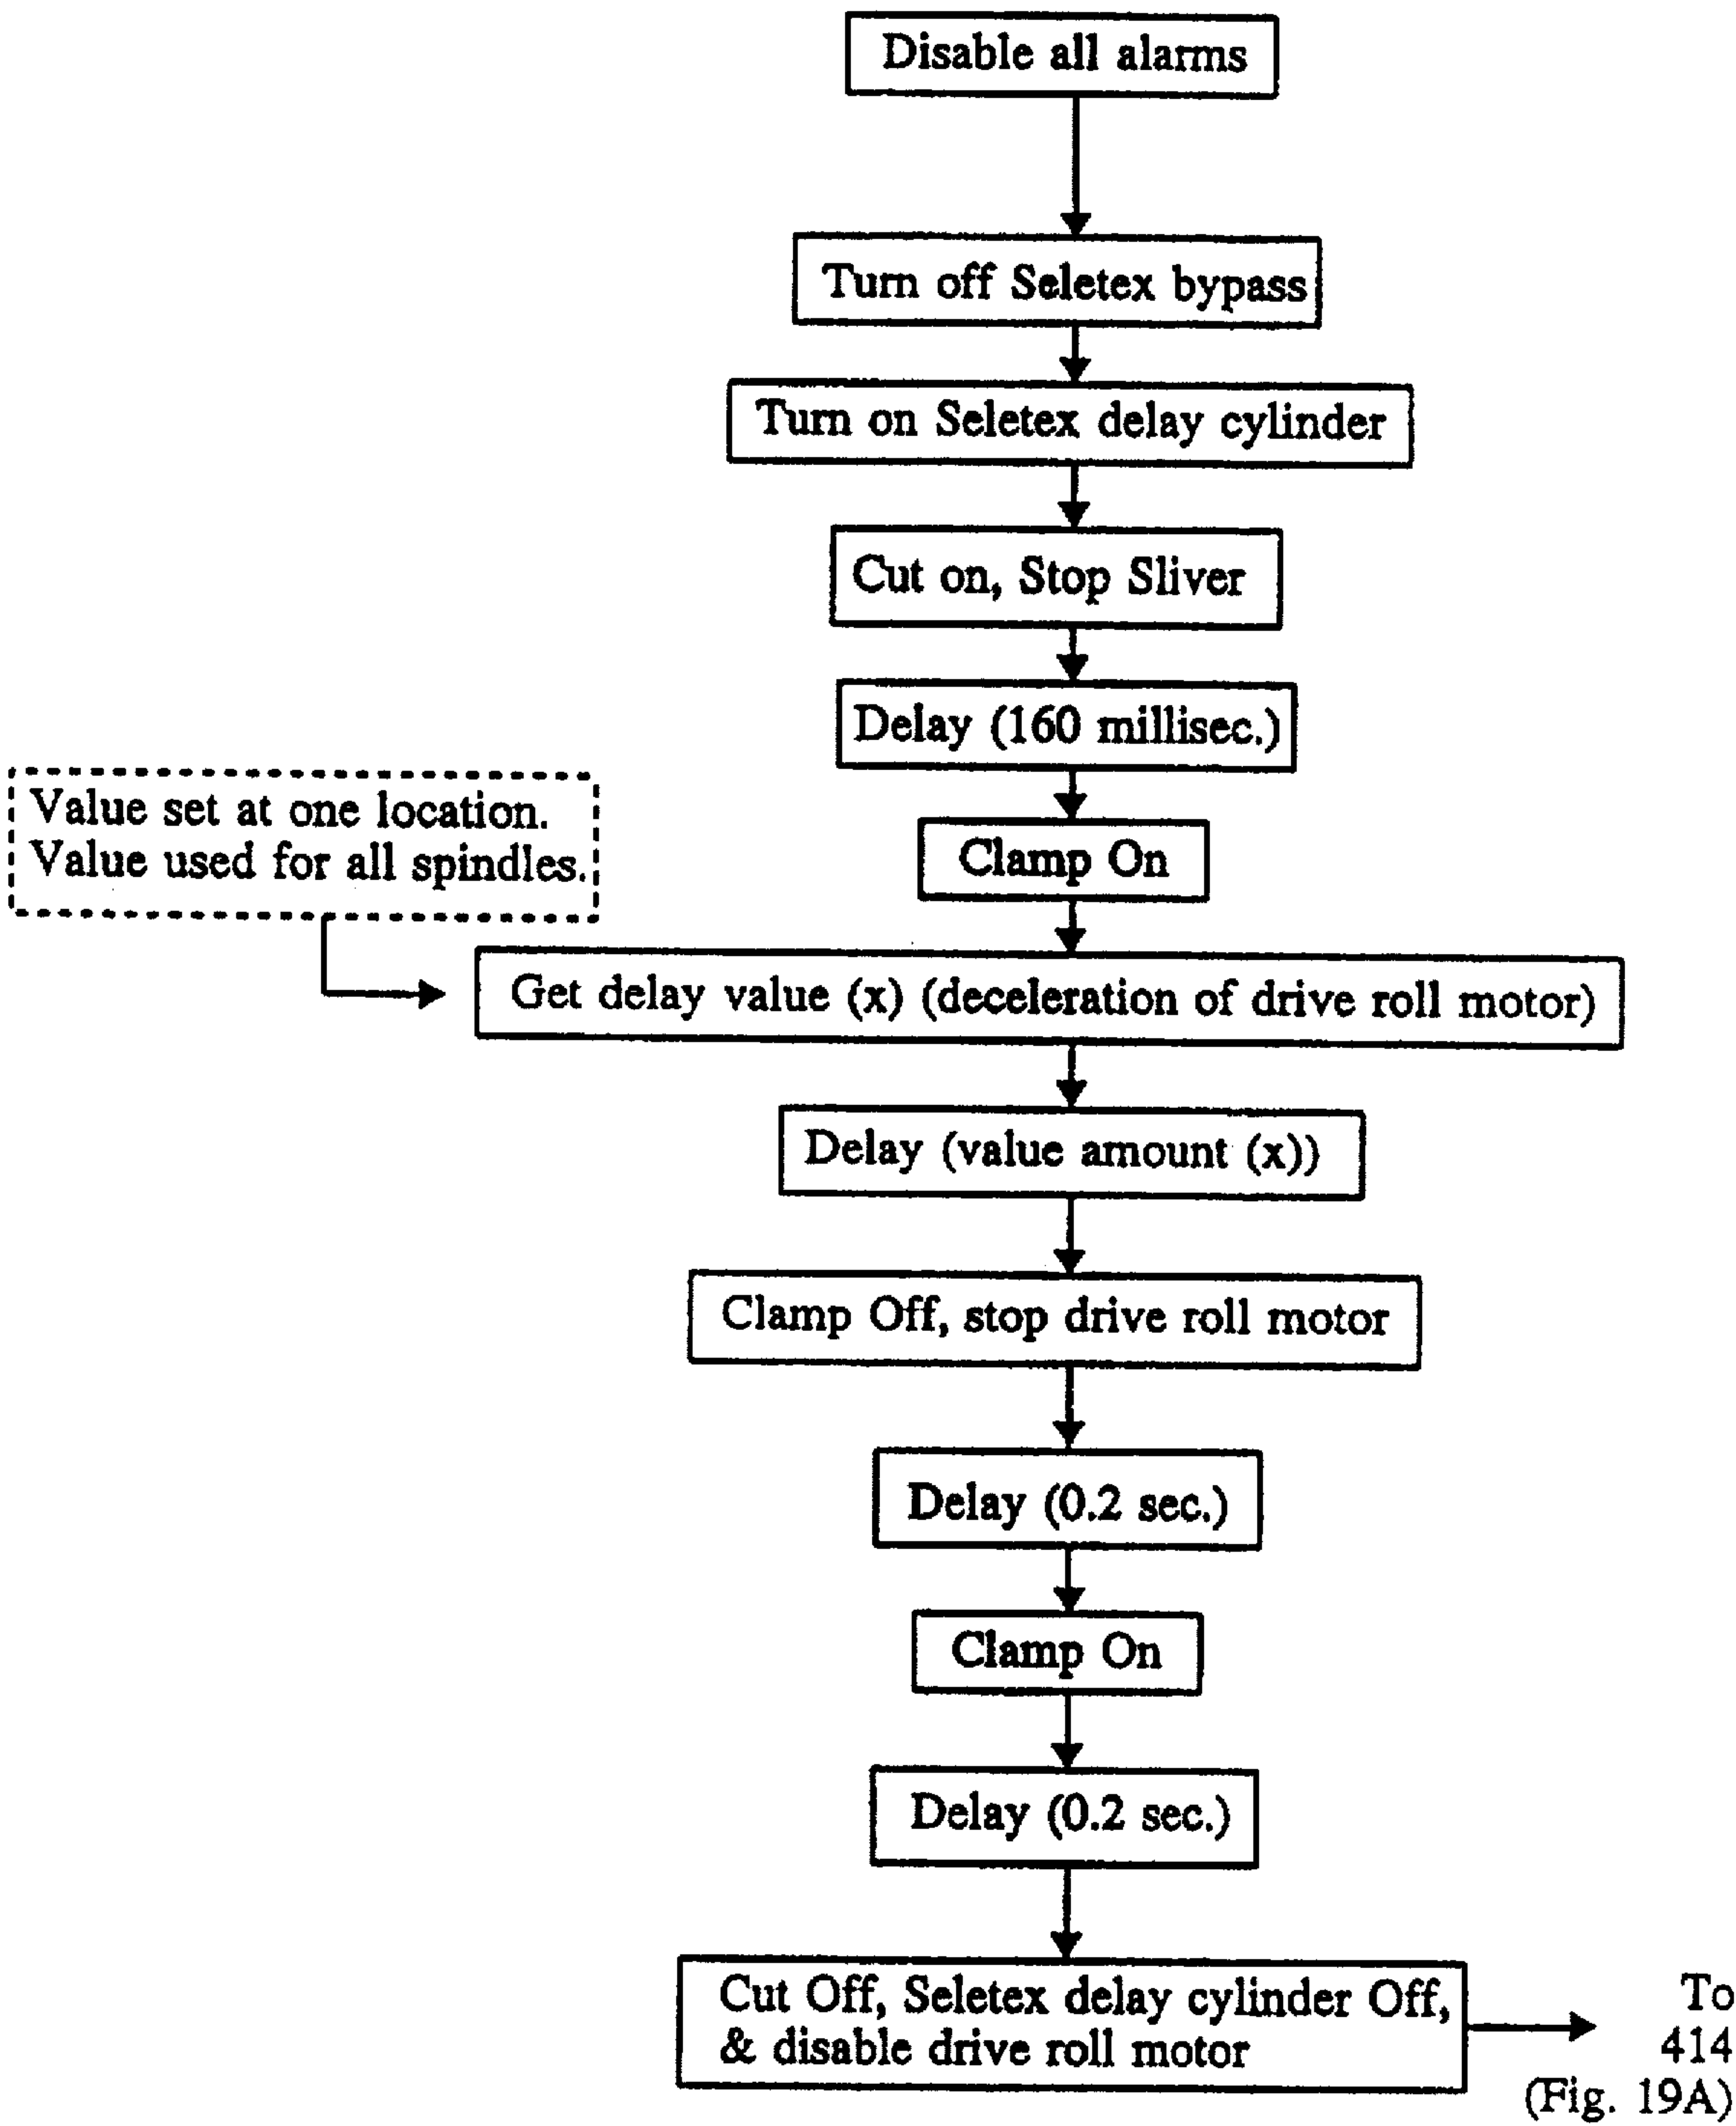 Disable all alarms
Turn off Seletex bypass
Turn on Seletex delay cylinder
Cut on, Stop Sliver
Delay (160 millisec.)
Value set at one location.
Value used for all spindles.
Clamp On
Get delay value (x) (deceleration of drive roll motor)
Delay (value amount (x))
Clamp Off, stop drive roll motor
Delay (0.2 sec.)
Clamp On
Delay (0.2 sec.)
Cut Off, Seletex delay cylinder Off,
& disable drive roll motor
To
414
(Fig. 19A)